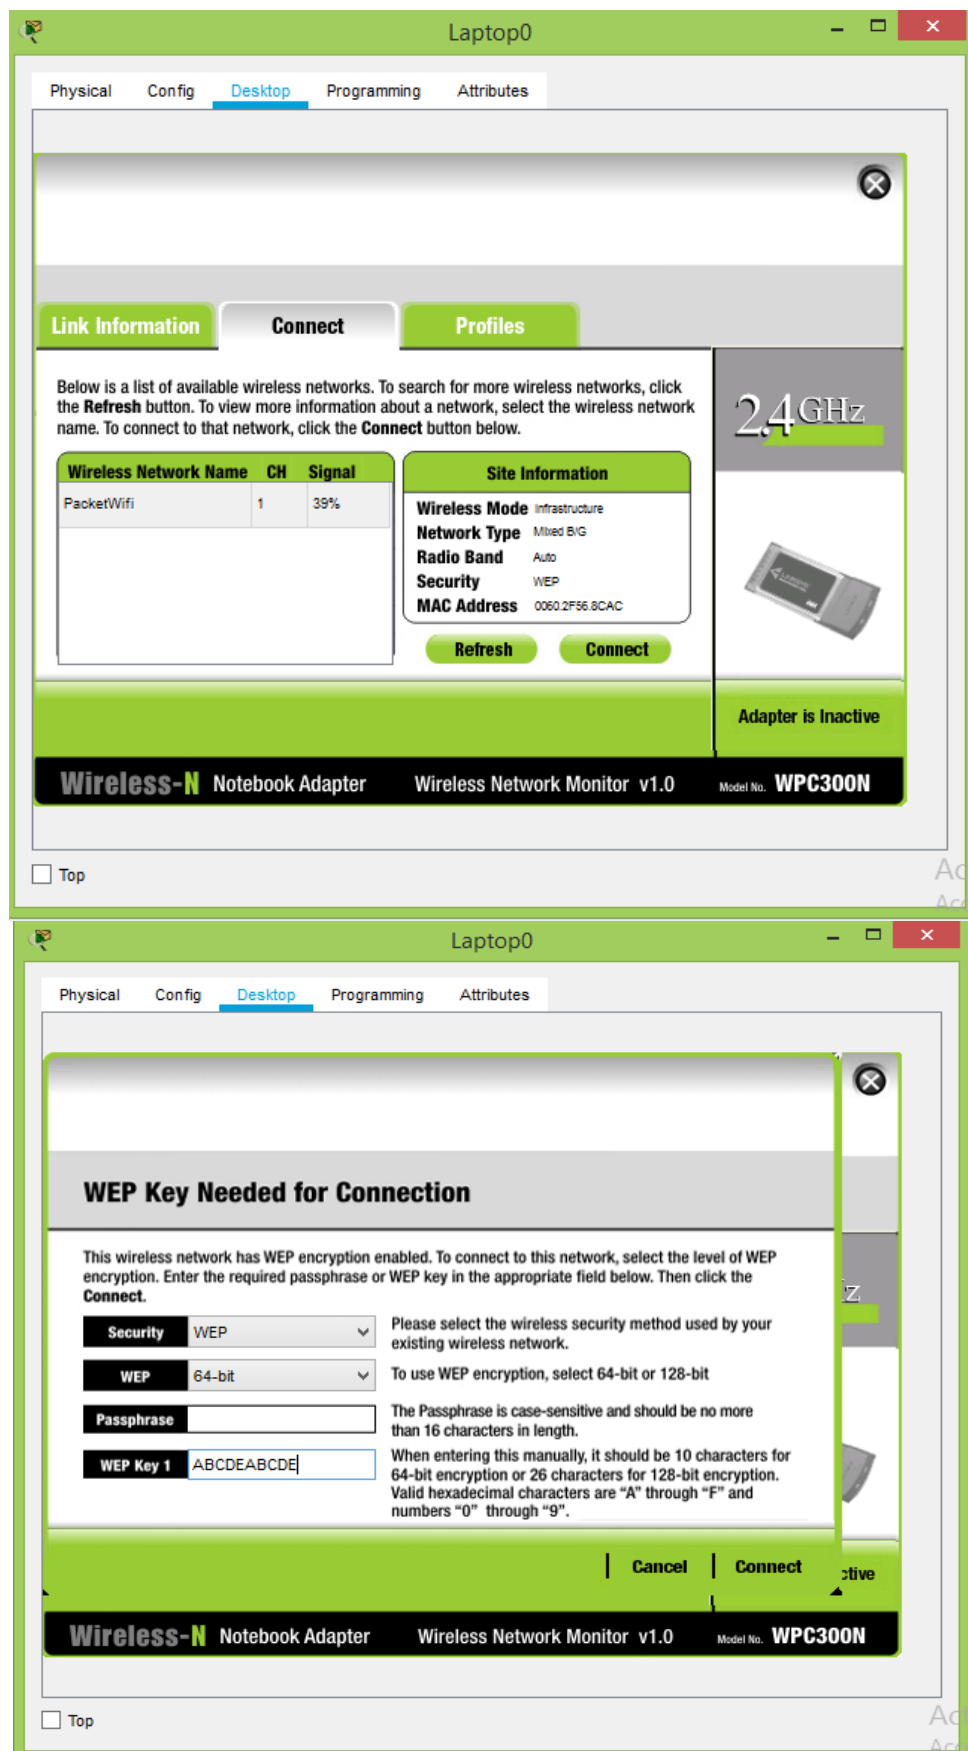 Laptop0
Physical Config Desktop Programming Attributes
Link Information Connect Profiles
Below is a list of available wireless networks. To search for more wireless networks, click
the Refresh button. To view more information about a network, select the wireless network
name. To connect to that network, click the Connect button below.
2.4GHz
Wireless Network Name CH Signal
PacketWifi 1 39%
Site Information
Wireless Mode Infrastructure
Network Type Mixed B/G
Radio Band Auto
Security WEP
MAC Address 0060.2F56.8CAC
Refresh Connect
Adapter is Inactive
Wireless-N Notebook Adapter Wireless Network Monitor v1.0 Model No. WPC300N
Top
Ac
Acc
Laptop0
Physical Config Desktop Programming Attributes
WEP Key Needed for Connection
This wireless network has WEP encryption enabled. To connect to this network, select the level of WEP
encryption. Enter the required passphrase or WEP key in the appropriate field below. Then click the
Connect.
Security WEP
Please select the wireless security method used by your
existing wireless network.
WEP 64-bit
To use WEP encryption, select 64-bit or 128-bit
Passphrase
The Passphrase is case-sensitive and should be no more
than 16 characters in length.
WEP Key 1 ABCDEABCDE
When entering this manually, it should be 10 characters for
64-bit encryption or 26 characters for 128-bit encryption.
Valid hexadecimal characters are “A” through “F” and
numbers “0” through “9”.
z
Cancel Connect
ctive
Wireless-N Notebook Adapter Wireless Network Monitor v1.0 Model No. WPC300N
Top
Ac